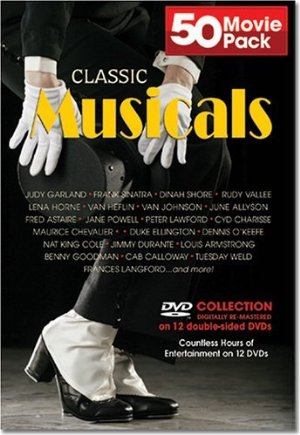 50 Movie Pack
CLASSIC
Musicals
JUDY GARLAND • FRANK SINATRA • DINAH SHORE • RUDY VALLEE
LENA HORNE • VAN HEFLIN • VAN JOHNSON • JUNE ALLYSON
FRED ASTAIRE • JANE POWELL • PETER LAWFORD • CYD CHARISSE
MAURICE CHEVALIER • • DUKE ELLINGTON • DENNIS O'KEEFE
NAT KING COLE • JIMMY DURANTE • LOUIS ARMSTRONG
BENNY GOODMAN • CAB CALLOWAY • TUESDAY WELD
FRANCES LANGFORD...and more!
DVD COLLECTION
DIGITALLY RE-MASTERED
on 12 double-sided DVDs
Countless Hours of
Entertainment on 12 DVDs